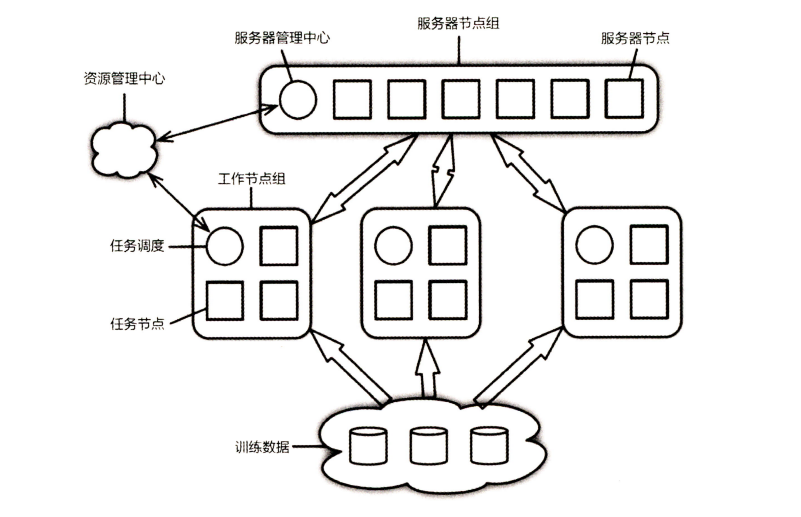 服务器节点组
服务器管理中心
服务器节点
资源管理中心
工作节点组
任务调度
任务节点
训练数据